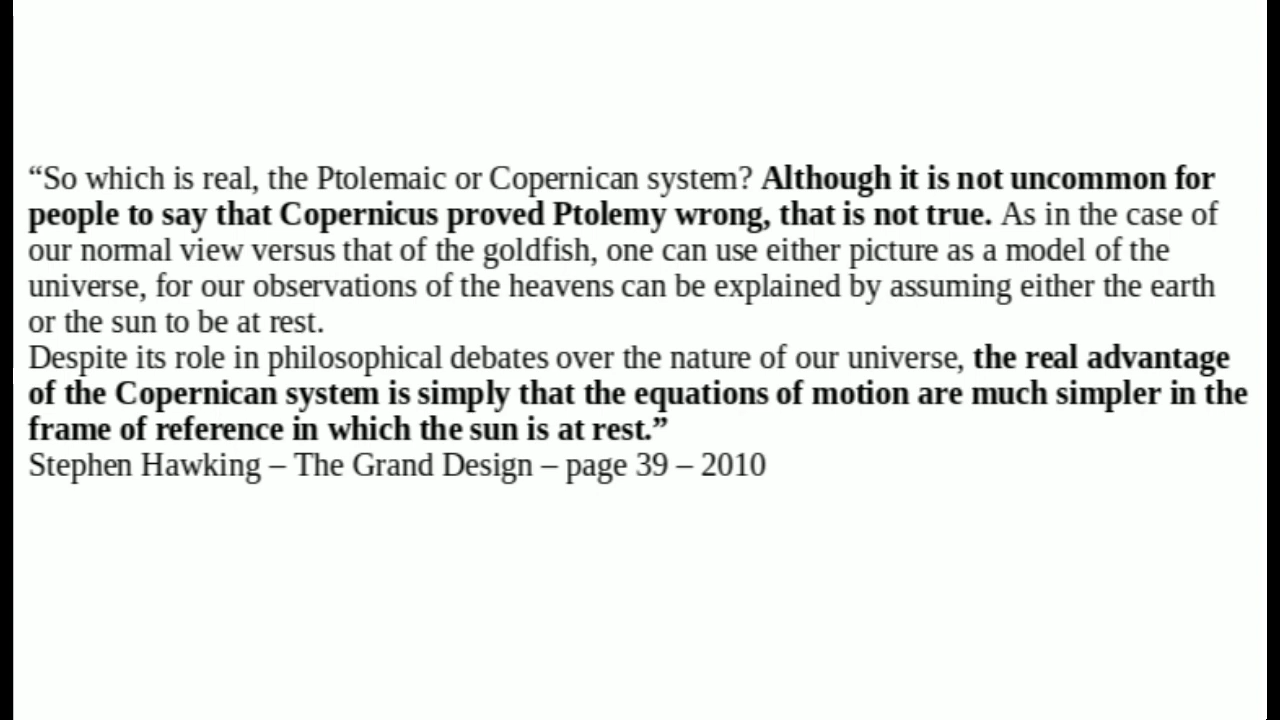 “So which is real, the Ptolemaic or Copernican system? Although it is not uncommon for
people to say that Copernicus proved Ptolemy wrong, that is not true. As in the case of
our normal view versus that of the goldfish, one can use either picture as a model of the
universe, for our observations of the heavens can be explained by assuming either the earth
or the sun to be at rest.
Despite its role in philosophical debates over the nature of our universe, the real advantage
of the Copernican system is simply that the equations of motion are much simpler in the
frame of reference in which the sun is at rest.”
Stephen Hawking – The Grand Design – page 39 – 2010